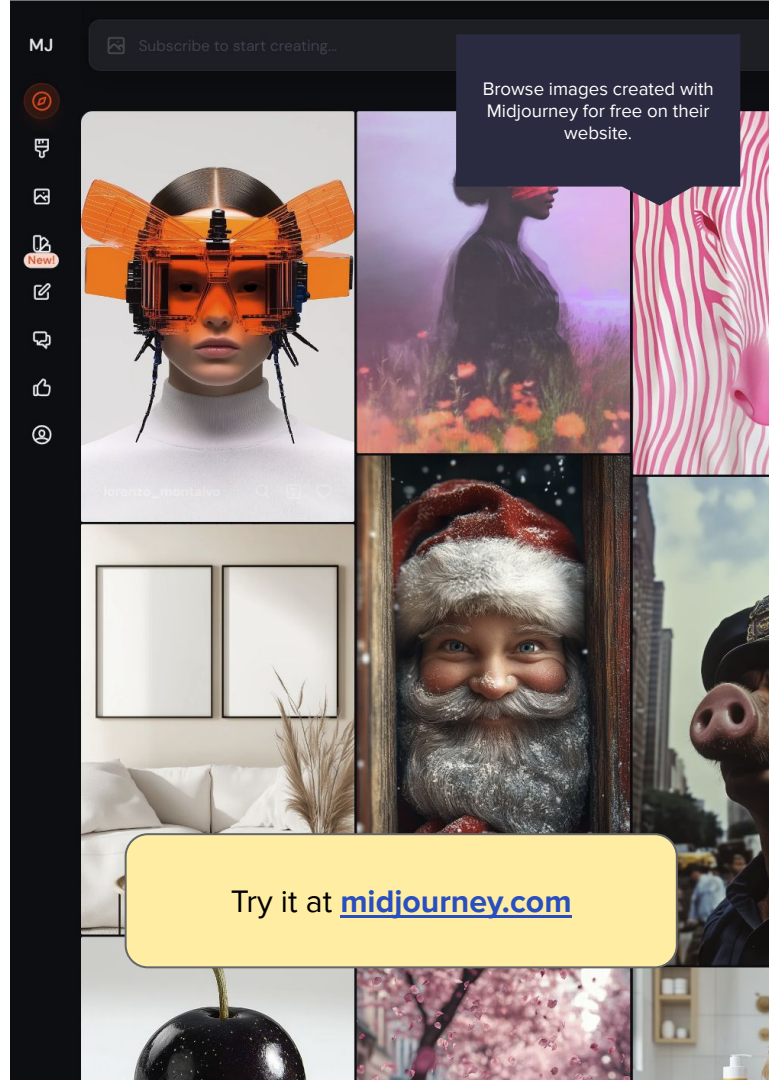 MJ
Subscribe to start creating...
Browse images created with
Midjourney for free on their
website.
New!
lorenzo_montalvo
Try it at midjourney.com